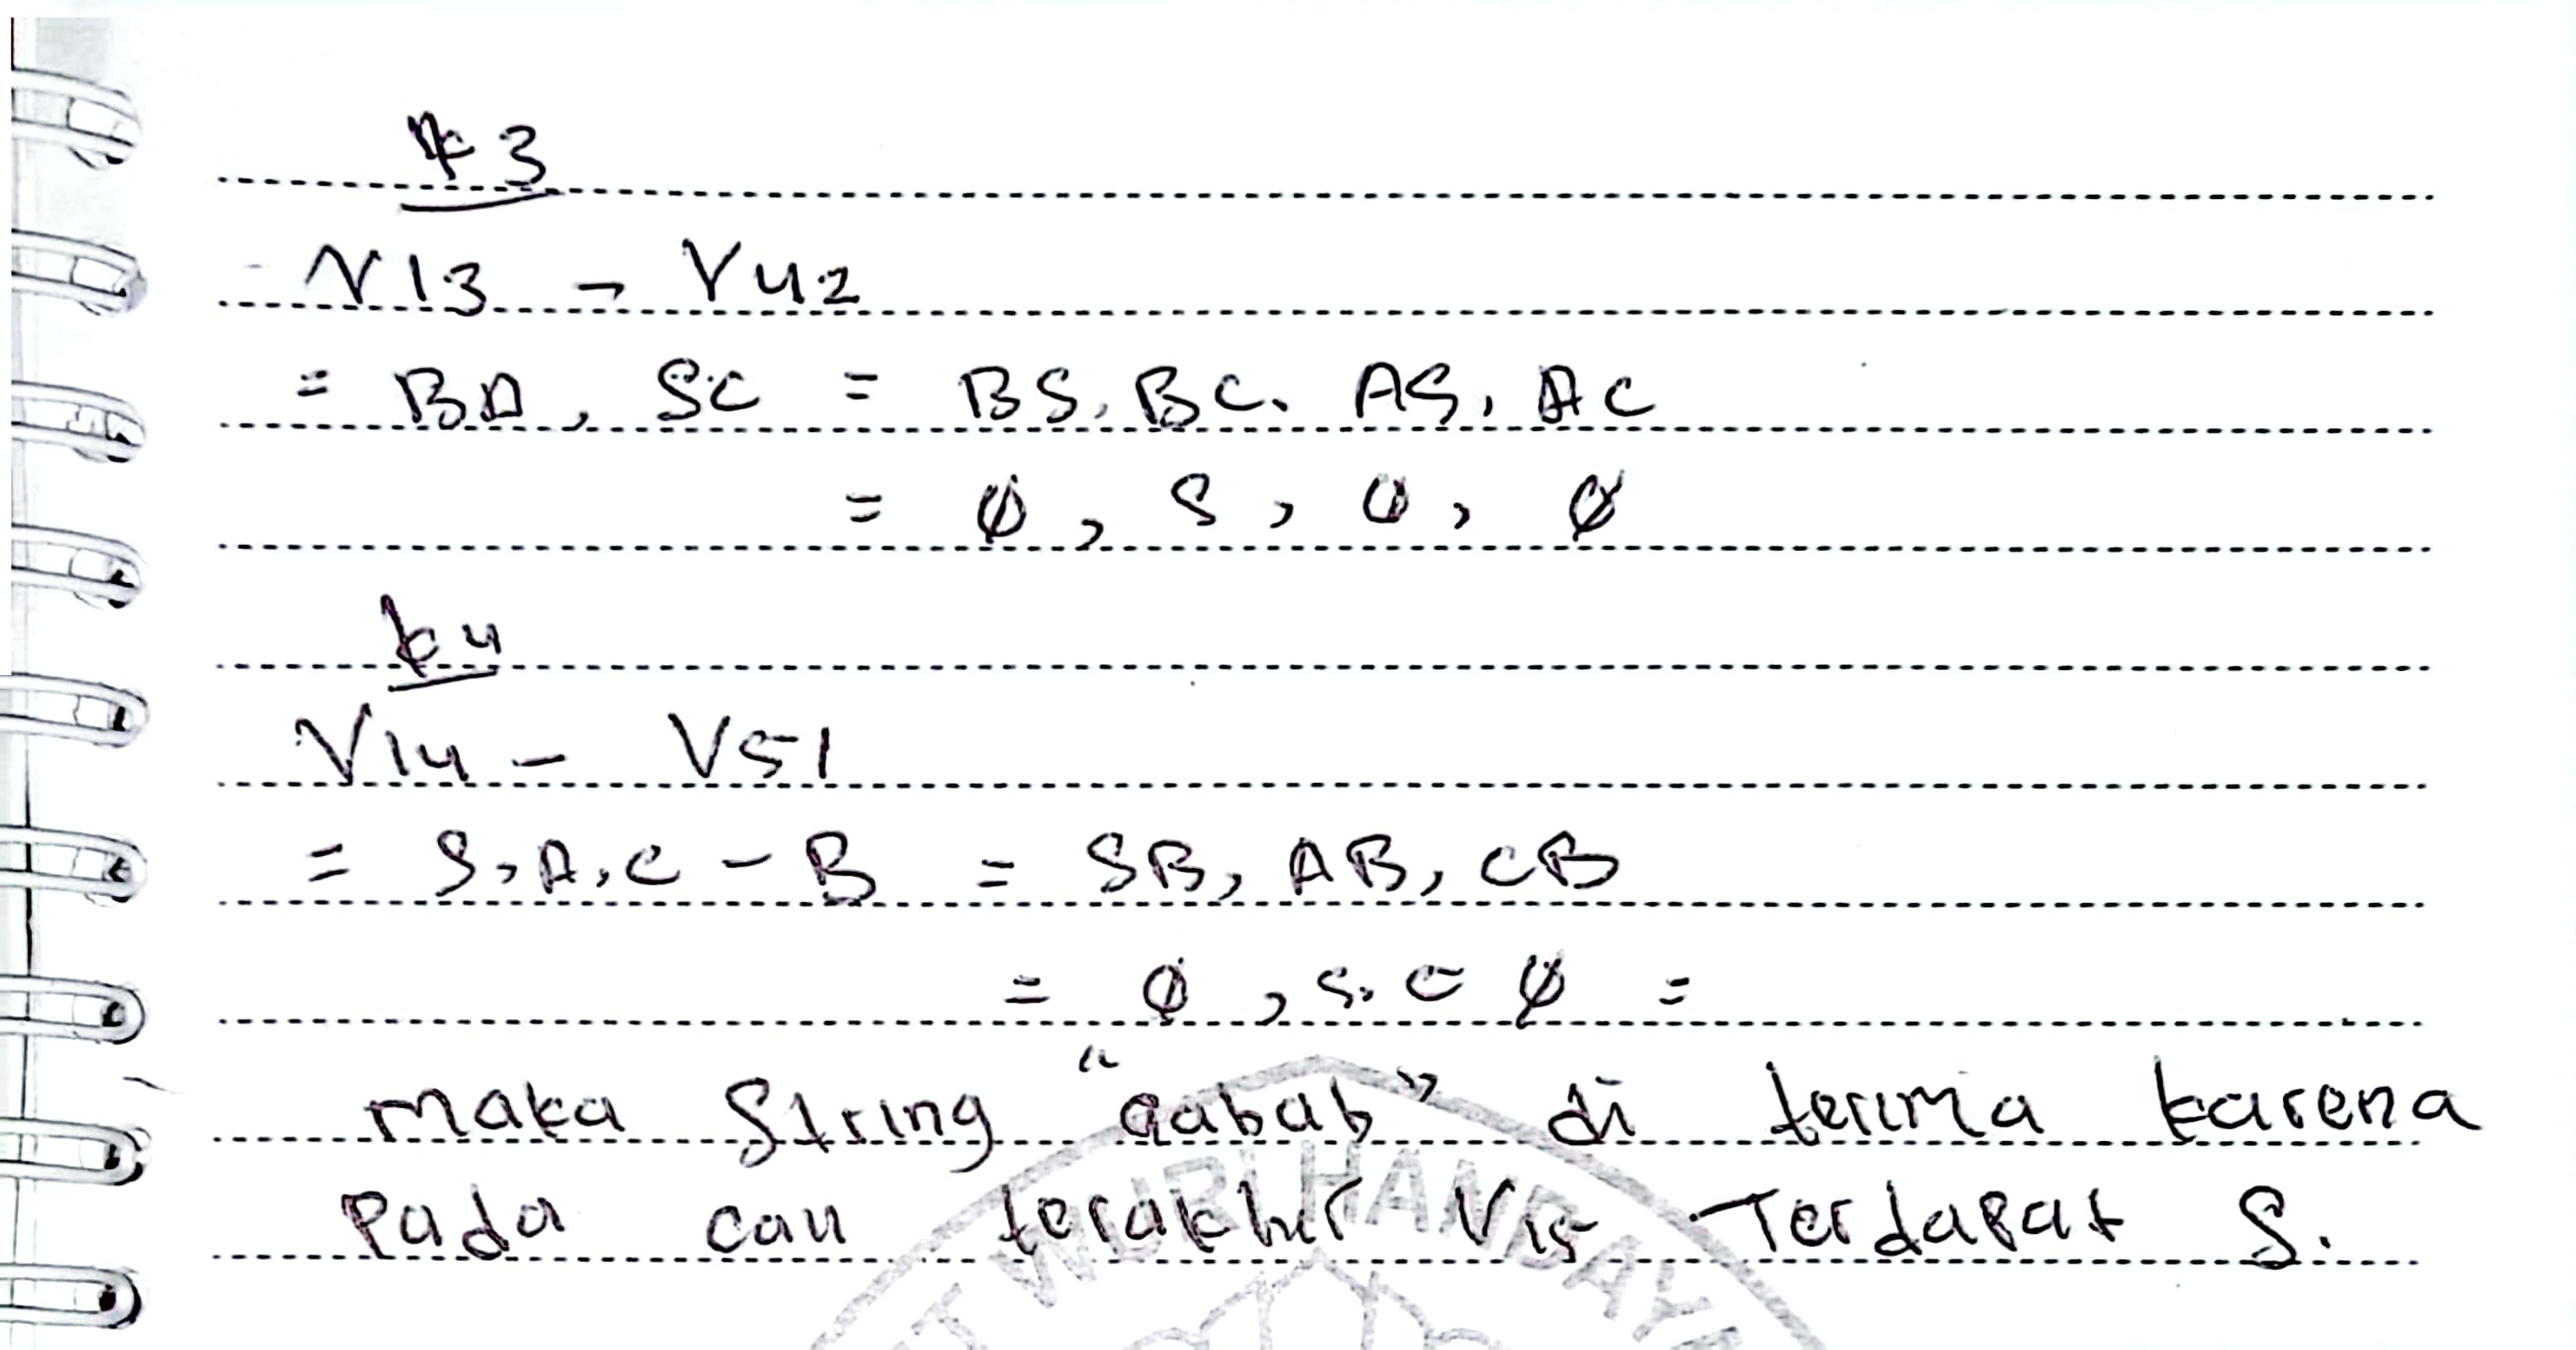 k3
V13 - V42
= BA, SC = BS, BC, AS, AC
= Ø, S, Ø, Ø
k4
V14 - V51
= S, A, C - B = SB, AB, CB
= Ø, S, C Ø =
maka String "aabab" di terima karena
Pada call terakhir V15 Terdapat S.